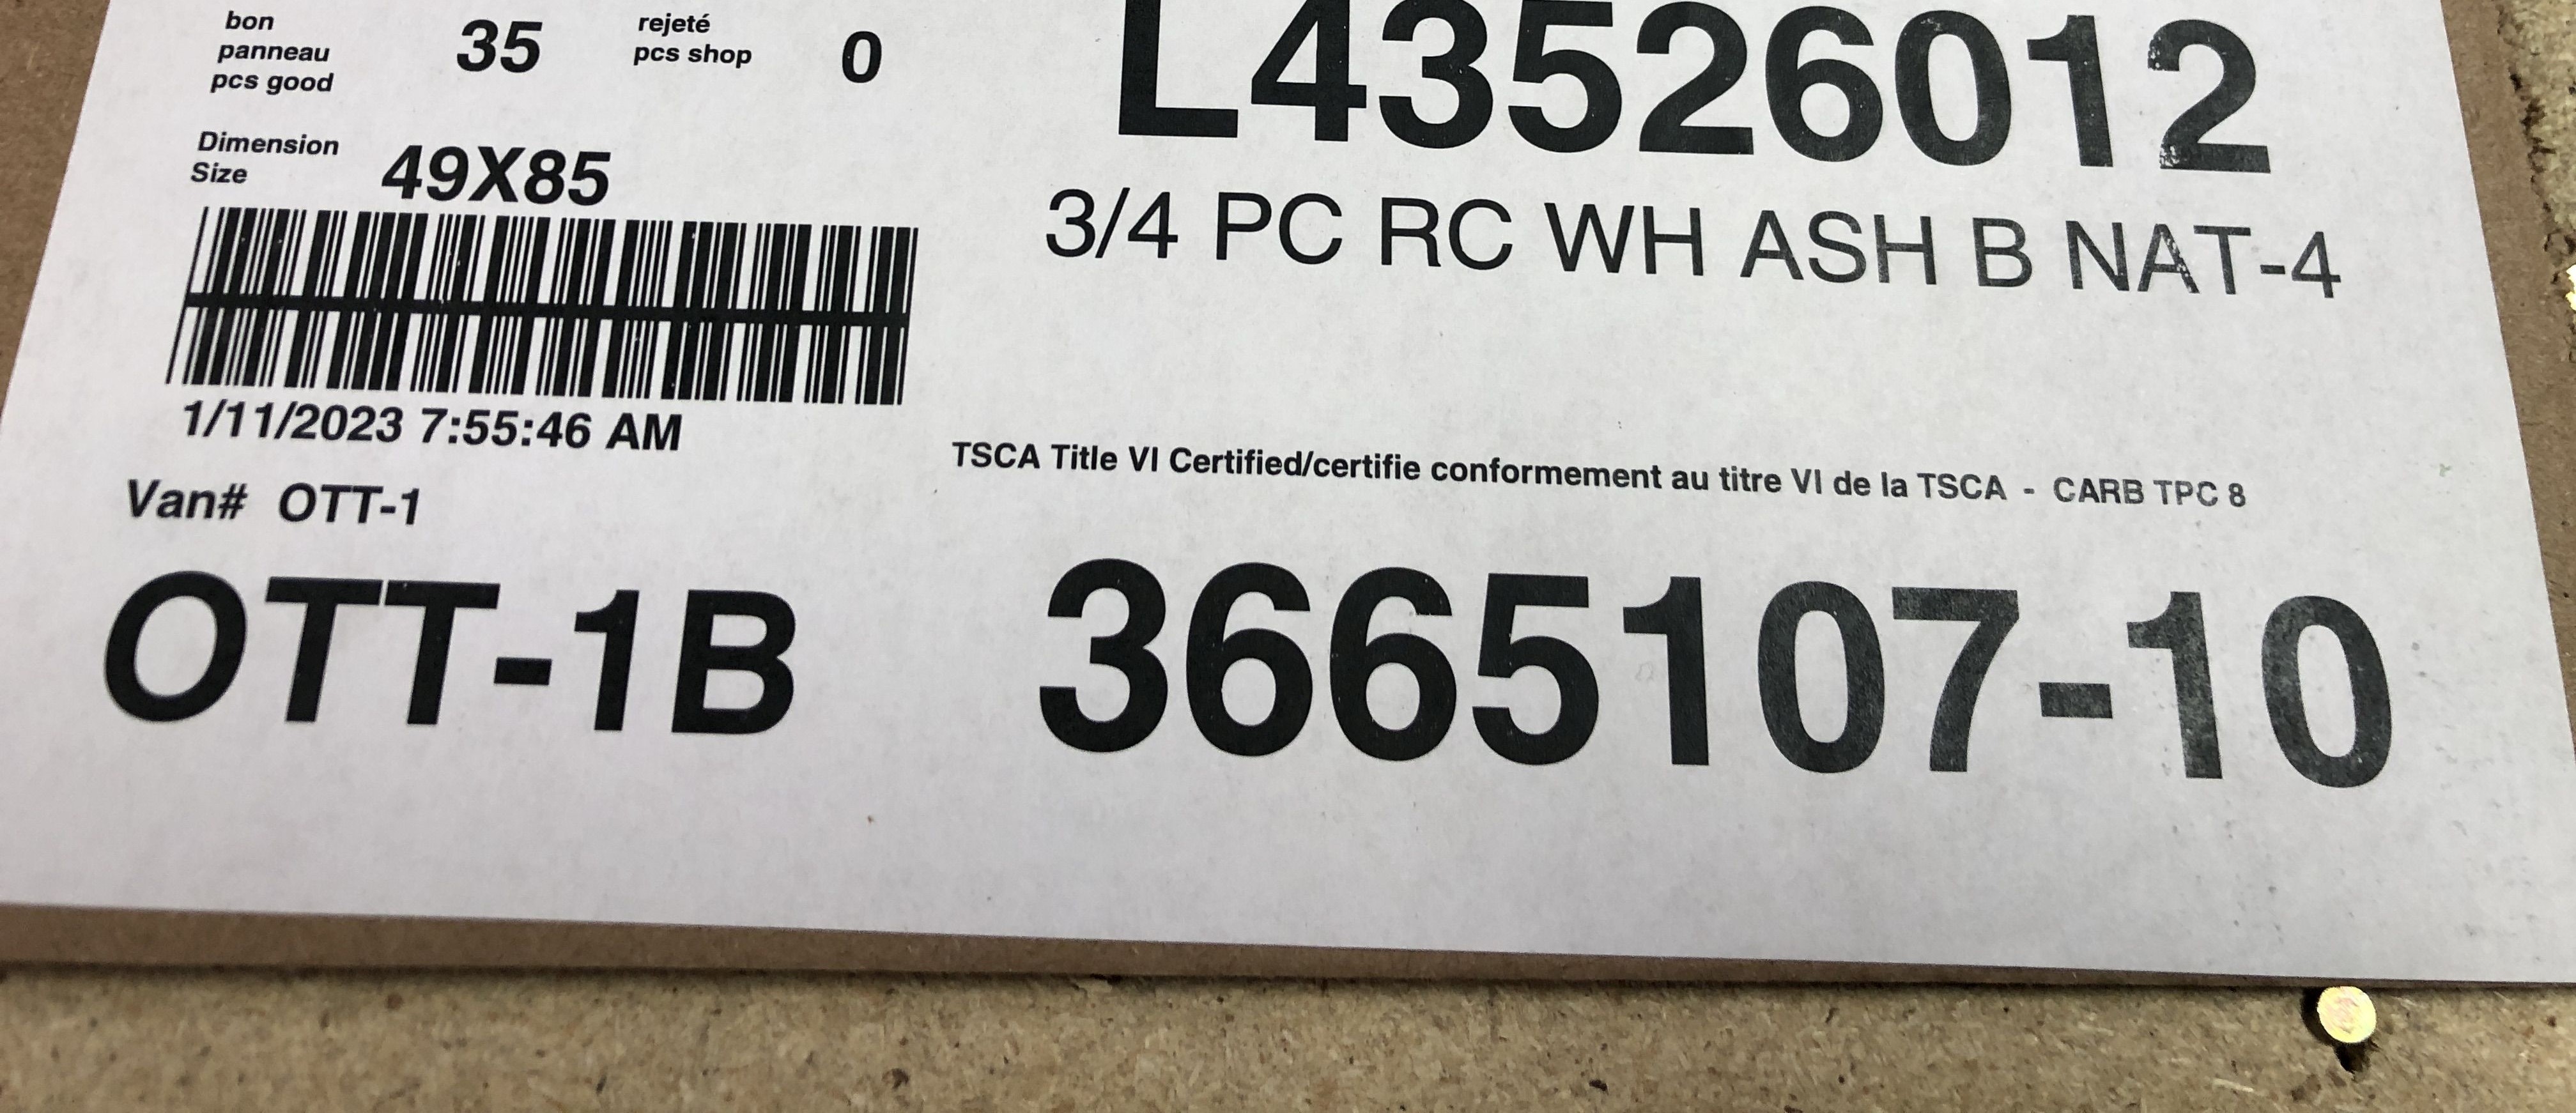 bon
panneau
pcs good
35
rejeté
pcs shop
0
L43526012
Dimension
Size
49X85
3/4 PC RC WH ASH B NAT-4
1/11/2023 7:55:46 AM
TSCA Title VI Certified/certifie conformement au titre VI de la TSCA - CARB TPC 8
Van# OTT-1
OTT-1B
3665107-10